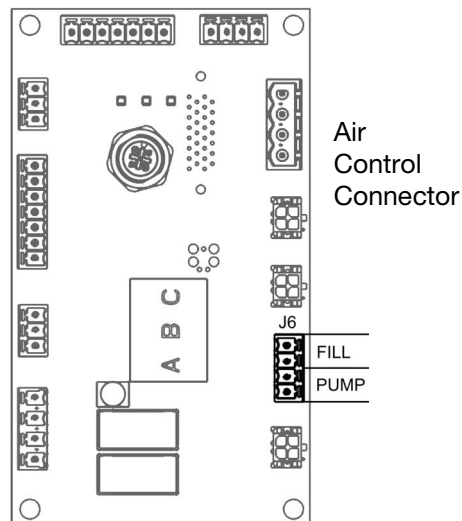 Air
Control
Connector
J6
FILL
PUMP
A B C